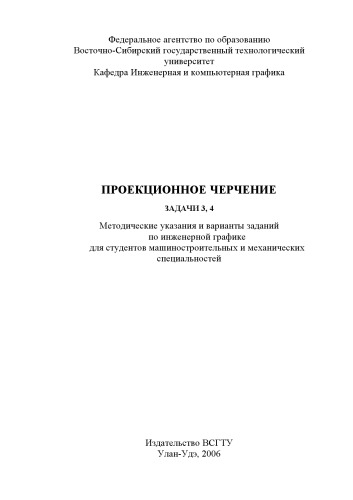 Федеральное агентство по образованию
Восточно-Сибирский государственный технологический
университет
Кафедра Инженерная и компьютерная графика
ПРОЕКЦИОННОЕ ЧЕРЧЕНИЕ
ЗАДАЧИ 3, 4
Методические указания и варианты заданий
по инженерной графике
для студентов машиностроительных и механических
специальностей
Издательство ВСГТУ
Улан-Удэ, 2006